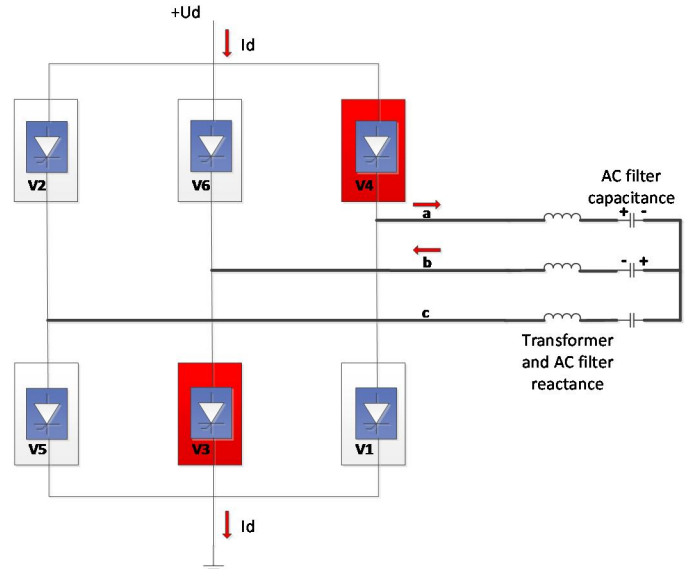 +Ud
Id
V2
V6
V4
AC filter
capacitance
a
+ -
b
- +
c
Transformer
and AC filter
reactance
V5
V3
V1
Id